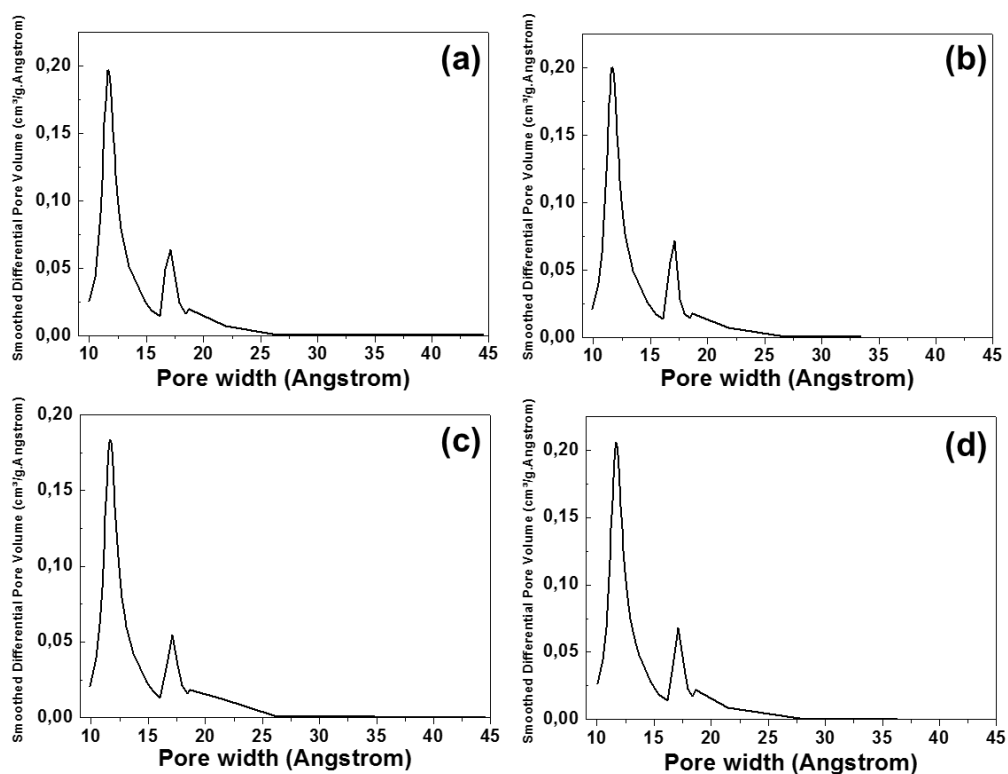 (a)
Smoothed Differential Pore Volume (cm³/g.Angstrom)
0,20
0,15
0,10
0,05
0,00
10 15 20 25 30 35 40 45
Pore width (Angstrom)
(b)
Smoothed Differential Pore Volume (cm³/g.Angstrom)
0,20
0,15
0,10
0,05
0,00
10 15 20 25 30 35 40 45
Pore width (Angstrom)
(c)
Smoothed Differential Pore Volume (cm³/g.Angstrom)
0,20
0,15
0,10
0,05
0,00
10 15 20 25 30 35 40 45
Pore width (Angstrom)
(d)
Smoothed Differential Pore Volume (cm³/g.Angstrom)
0,20
0,15
0,10
0,05
0,00
10 15 20 25 30 35 40 45
Pore width (Angstrom)